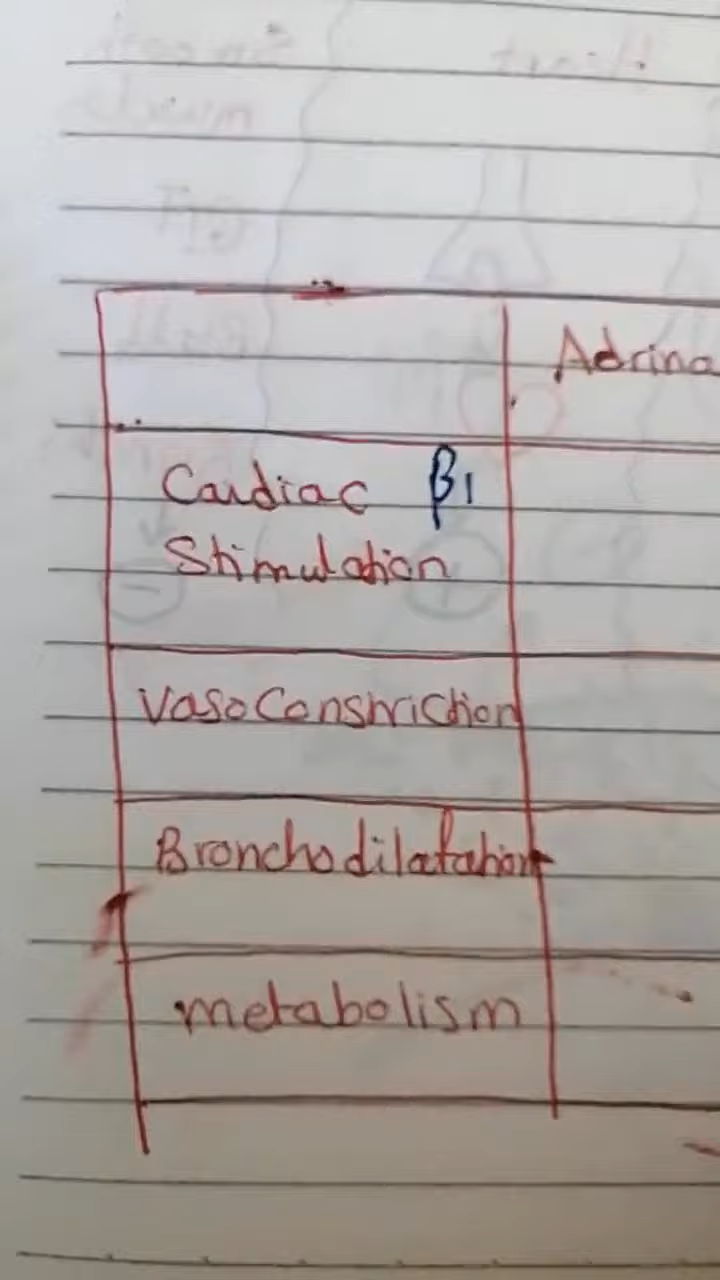 Adrina
Cardiac β1
Stimulation
VasoConstriction
Bronchodilatation
metabolism